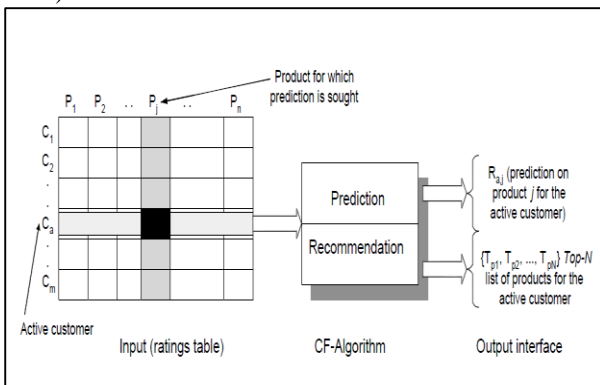 Product for which
prediction is sought
P1 P2 . . Pj . . Pn
C1
C2
.
.
Ca
.
.
Cm
Active customer
Input (ratings table)
Prediction
Recommendation
CF-Algorithm
Ra,j (prediction on
product j for the
active customer)
{Tp1, Tp2, ..., TpN} Top-N
list of products for the
active customer
Output interface